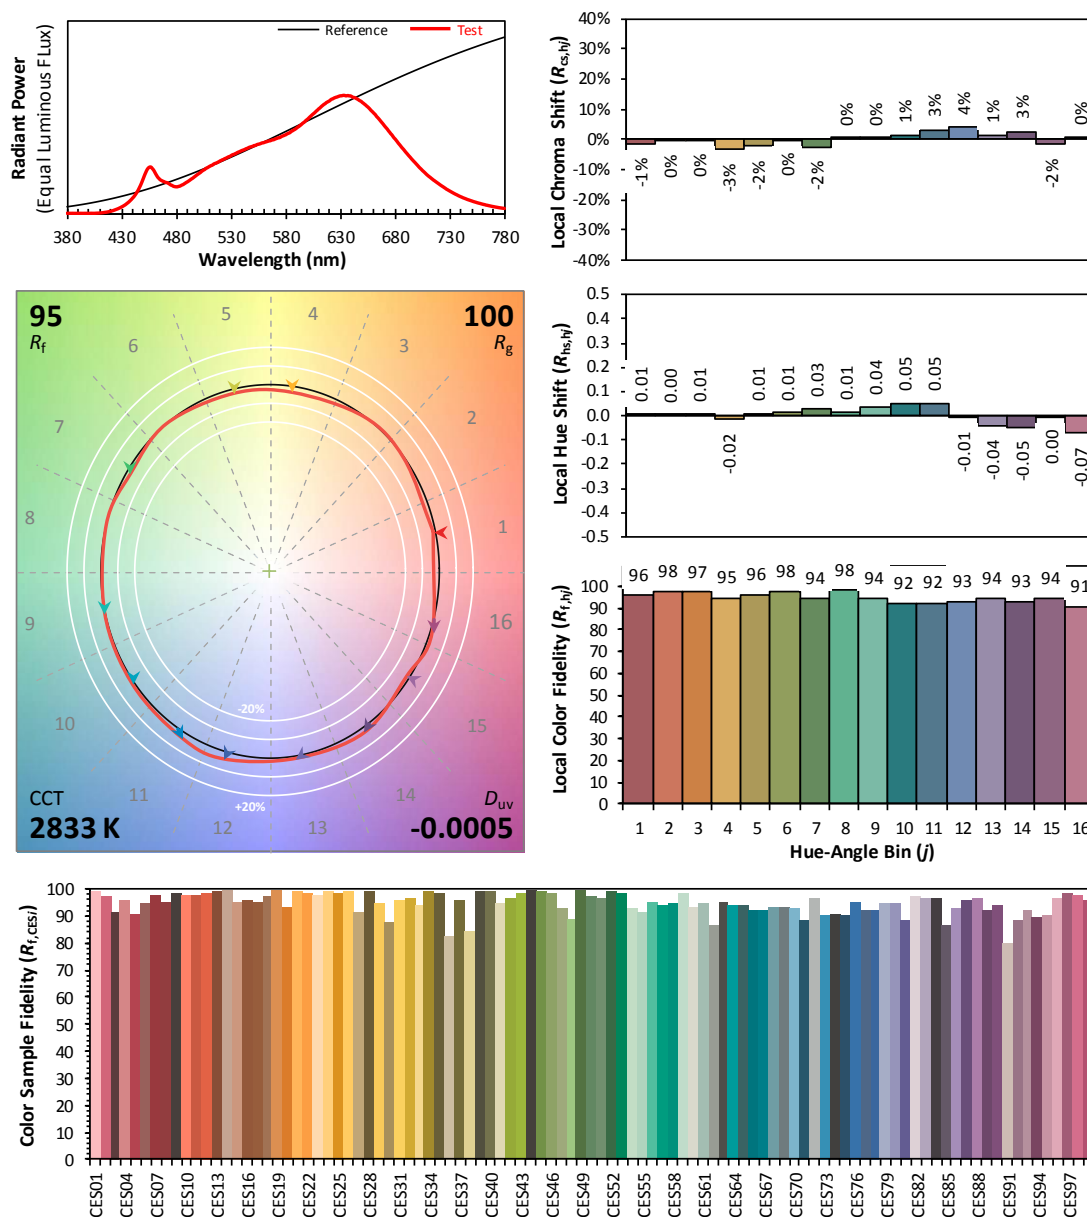 Radiant Power
(Equal Luminous FLux)
Reference
Test
380 430 480 530 580 630 680 730 780
Wavelength (nm)
Local Chroma Shift (Rcs,hj)
40%
30%
20%
10%
0%
-10%
-20%
-30%
-40%
-1% 0% 0% -3% -2% 0% -2% 0% 0% 1% 3% 4% 1% 3% -2% 0%
95
Rf
100
Rg
5 4
6 3
7 2
8 1
9 16
10 15
11 14
12 13
-20%
+20%
CCT
2833 K
Duv
-0.0005
Local Hue Shift (Rhs,hj)
0.5
0.4
0.3
0.2
0.1
0.0
-0.1
-0.2
-0.3
-0.4
-0.5
0.01 0.00 0.01 -0.02 0.01 0.01 0.03 0.01 0.04 0.05 0.05 -0.01 -0.04 -0.05 0.00 -0.07
Local Color Fidelity (Rf,hj)
100
90
80
70
60
50
40
30
20
10
0
96 98 97 95 96 98 94 98 94 92 92 93 94 93 94 91
1 2 3 4 5 6 7 8 9 10 11 12 13 14 15 16
Hue-Angle Bin (j)
Color Sample Fidelity (Rf,CESi)
100
90
80
70
60
50
40
30
20
10
0
CES01 CES04 CES07 CES10 CES13 CES16 CES19 CES22 CES25 CES28 CES31 CES34 CES37 CES40 CES43 CES46 CES49 CES52 CES55 CES58 CES61 CES64 CES67 CES70 CES73 CES76 CES79 CES82 CES85 CES88 CES91 CES94 CES97